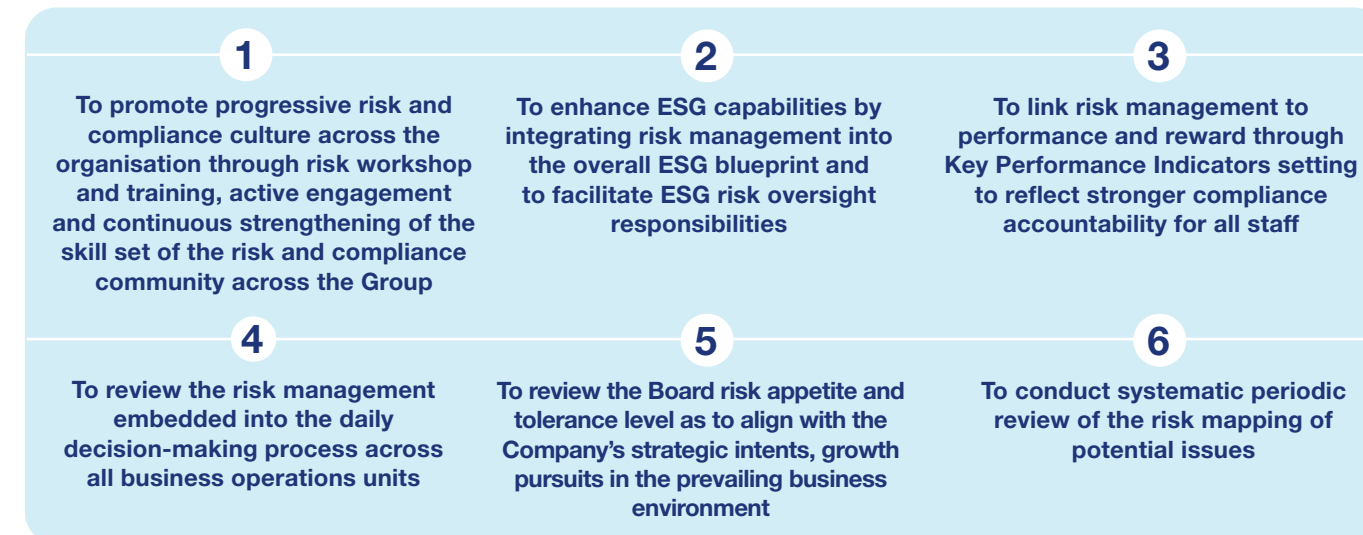 1
To promote progressive risk and
compliance culture across the
organisation through risk workshop
and training, active engagement
and continuous strengthening of the
skill set of the risk and compliance
community across the Group
2
To enhance ESG capabilities by
integrating risk management into
the overall ESG blueprint and
to facilitate ESG risk oversight
responsibilities
3
To link risk management to
performance and reward through
Key Performance Indicators setting
to reflect stronger compliance
accountability for all staff
4
To review the risk management
embedded into the daily
decision-making process across
all business operations units
5
To review the Board risk appetite and
tolerance level as to align with the
Company's strategic intents, growth
pursuits in the prevailing business
environment
6
To conduct systematic periodic
review of the risk mapping of
potential issues